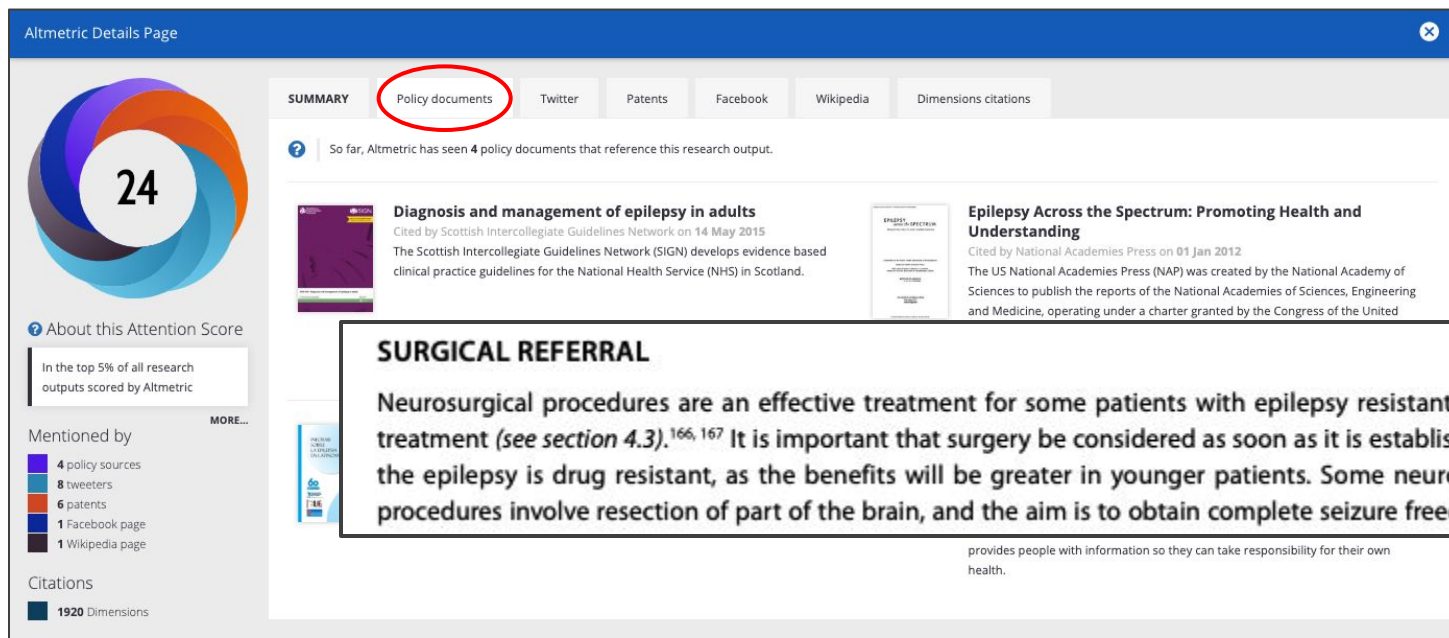 Altmetric Details Page
24
SUMMARY
Policy documents
Twitter
Patents
Facebook
Wikipedia
Dimensions citations
So far, Altmetric has seen 4 policy documents that reference this research output.
Diagnosis and management of epilepsy in adults
Cited by Scottish Intercollegiate Guidelines Network on 14 May 2015
The Scottish Intercollegiate Guidelines Network (SIGN) develops evidence based
clinical practice guidelines for the National Health Service (NHS) in Scotland.
Epilepsy Across the Spectrum: Promoting Health and
Understanding
Cited by National Academies Press on 01 Jan 2012
The US National Academies Press (NAP) was created by the National Academy of
Sciences to publish the reports of the National Academies of Sciences, Engineering
and Medicine, operating under a charter granted by the Congress of the United
SURGICAL REFERRAL
Neurosurgical procedures are an effective treatment for some patients with epilepsy resistant
treatment (see section 4.3).166, 167 It is important that surgery be considered as soon as it is establis
the epilepsy is drug resistant, as the benefits will be greater in younger patients. Some neuro
procedures involve resection of part of the brain, and the aim is to obtain complete seizure free
provides people with information so they can take responsibility for their own
health.
About this Attention Score
In the top 5% of all research
outputs scored by Altmetric
MORE...
Mentioned by
4 policy sources
8 tweeters
6 patents
1 Facebook page
1 Wikipedia page
Citations
1920 Dimensions